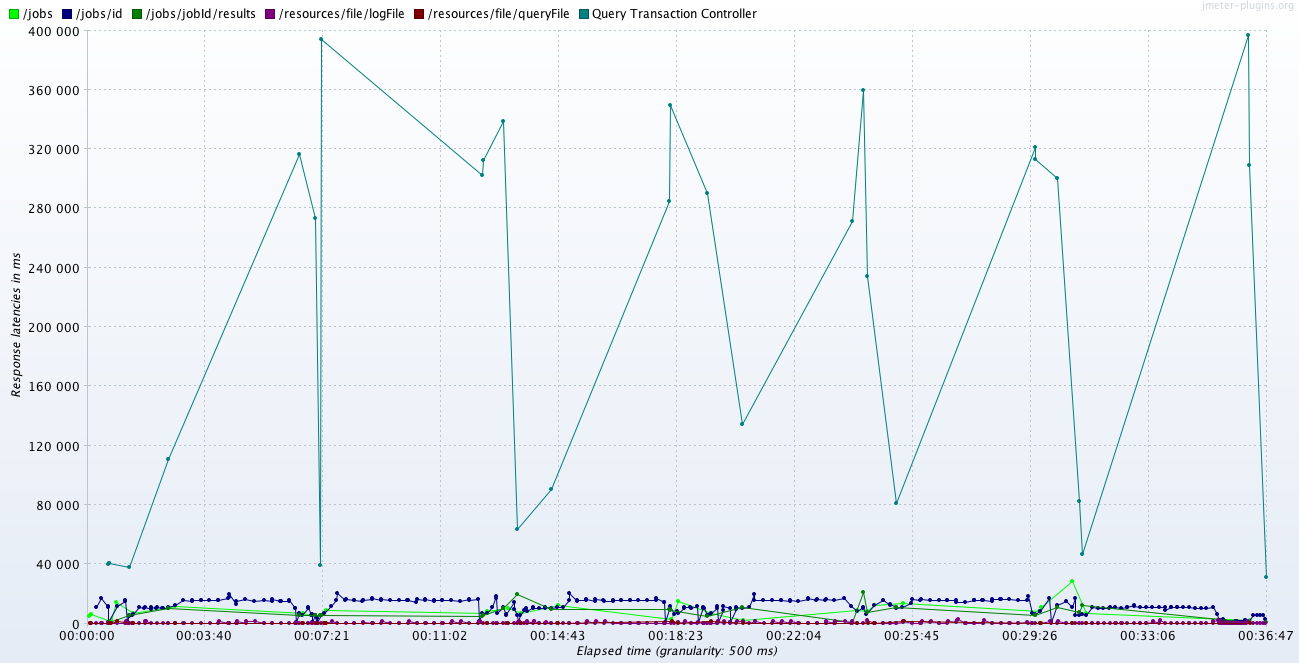 jmeter-plugins.org
/jobs /jobs/id /jobs/jobId/results /resources/file/logFile /resources/file/queryFile Query Transaction Controller
400 000
360 000
320 000
280 000
240 000
200 000
160 000
120 000
80 000
40 000
0
Response latencies in ms
00:00:00 00:03:40 00:07:21 00:11:02 00:14:43 00:18:23 00:22:04 00:25:45 00:29:26 00:33:06 00:36:47
Elapsed time (granularity: 500 ms)